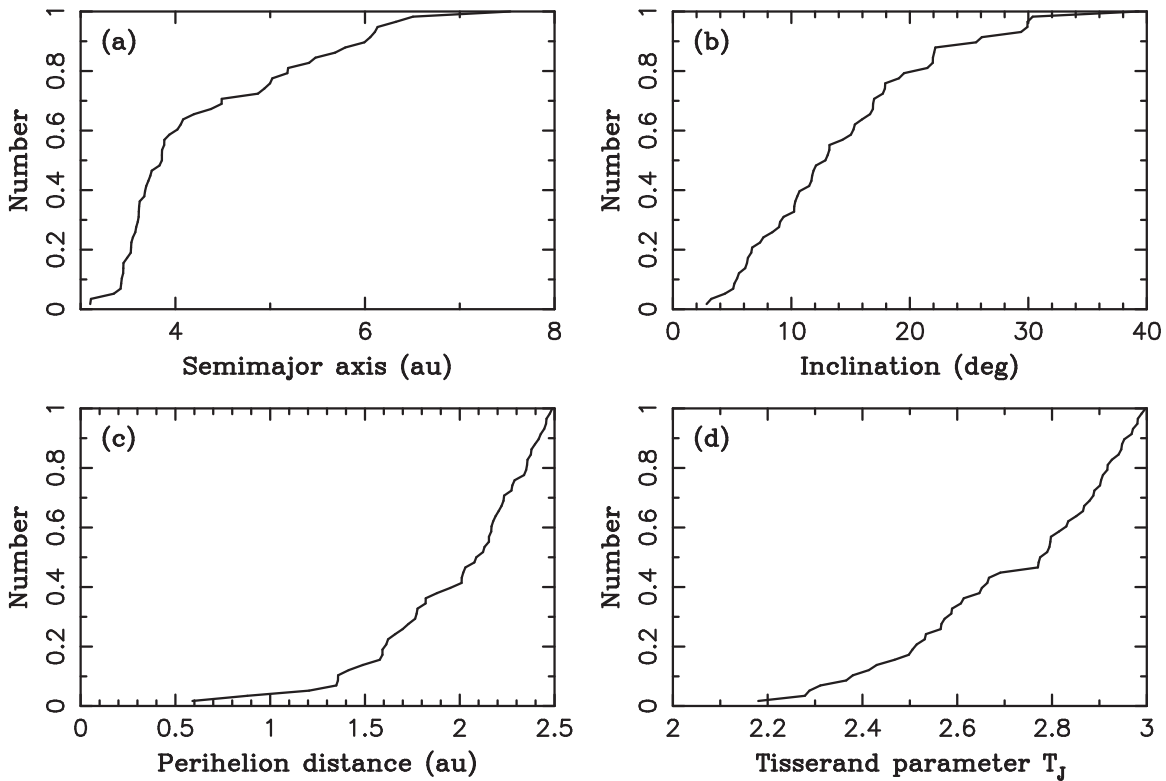 (a)
Number
0 0.2 0.4 0.6 0.8 1
4 6 8
Semimajor axis (au)
(b)
Number
0 0.2 0.4 0.6 0.8 1
0 10 20 30 40
Inclination (deg)
(c)
Number
0 0.2 0.4 0.6 0.8 1
0 0.5 1 1.5 2 2.5
Perihelion distance (au)
(d)
Number
0 0.2 0.4 0.6 0.8 1
2 2.2 2.4 2.6 2.8 3
Tisserand parameter T_J